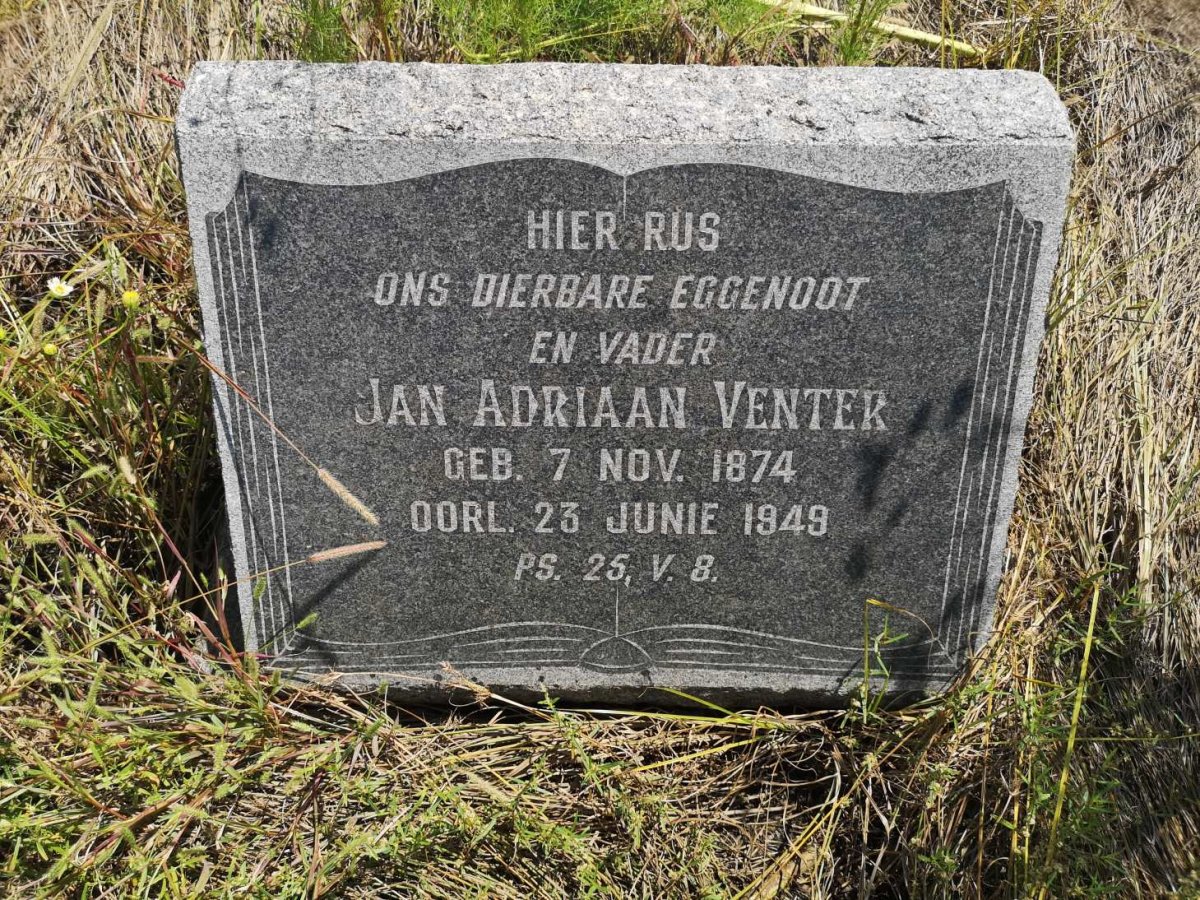 HIER RUS
ONS DIERBARE EGGENOOT
EN VADER
JAN ADRIAAN VENTER
GEB. 7 NOV. 1874
OORL. 23 JUNIE 1949
PS. 25, V. 8.